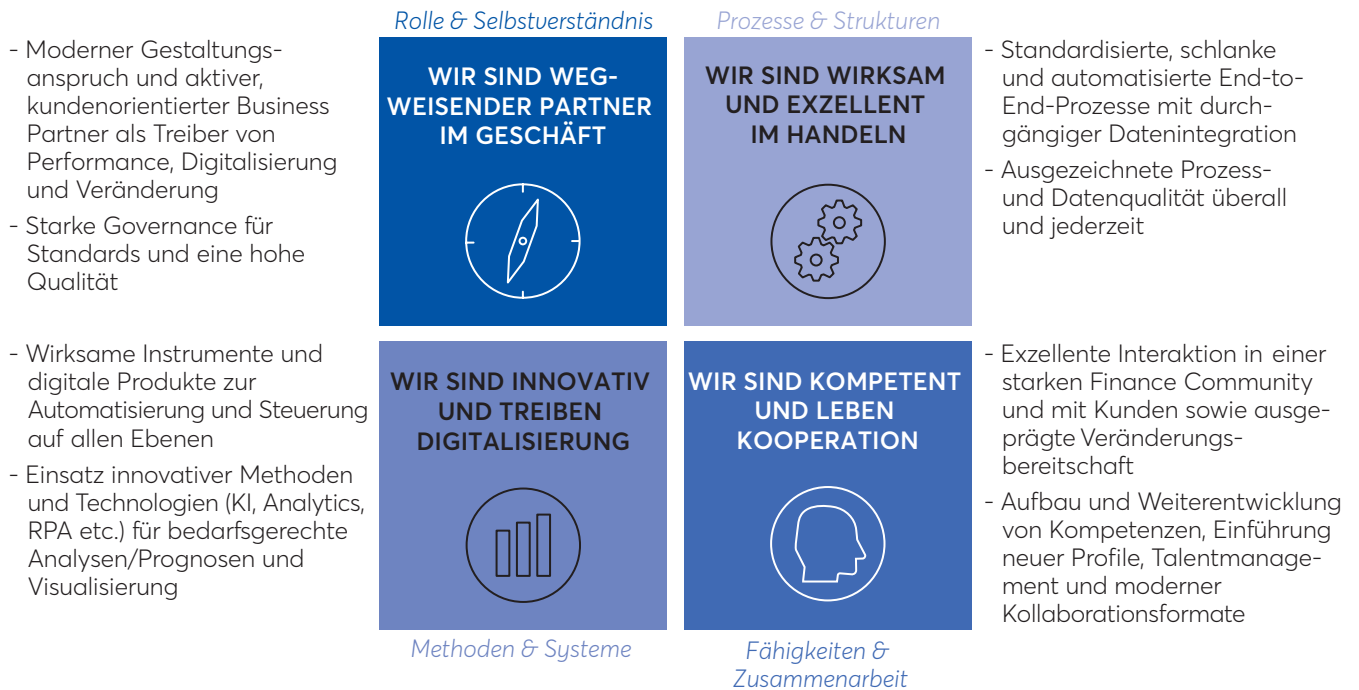 Rolle & Selbstverständnis
- Moderner Gestaltungs-
anspruch und aktiver,
kundenorientierter Business
Partner als Treiber von
Performance, Digitalisierung
und Veränderung
- Starke Governance für
Standards und eine hohe
Qualität
WIR SIND WEG-
WEISENDER PARTNER
IM GESCHÄFT
Prozesse & Strukturen
WIR SIND WIRKSAM
UND EXZELLENT
IM HANDELN
- Standardisierte, schlanke
und automatisierte End-to-
End-Prozesse mit durch-
gängiger Datenintegration
- Ausgezeichnete Prozess-
und Datenqualität überall
und jederzeit
- Wirksame Instrumente und
digitale Produkte zur
Automatisierung und Steuerung
auf allen Ebenen
- Einsatz innovativer Methoden
und Technologien (KI, Analytics,
RPA etc.) für bedarfsgerechte
Analysen/Prognosen und
Visualisierung
WIR SIND INNOVATIV
UND TREIBEN
DIGITALISIERUNG
Methoden & Systeme
WIR SIND KOMPETENT
UND LEBEN
KOOPERATION
Fähigkeiten &
Zusammenarbeit
- Exzellente Interaktion in einer
starken Finance Community
und mit Kunden sowie ausge-
prägte Veränderungs-
bereitschaft
- Aufbau und Weiterentwicklung
von Kompetenzen, Einführung
neuer Profile, Talentmanage-
ment und moderner
Kollaborationsformate